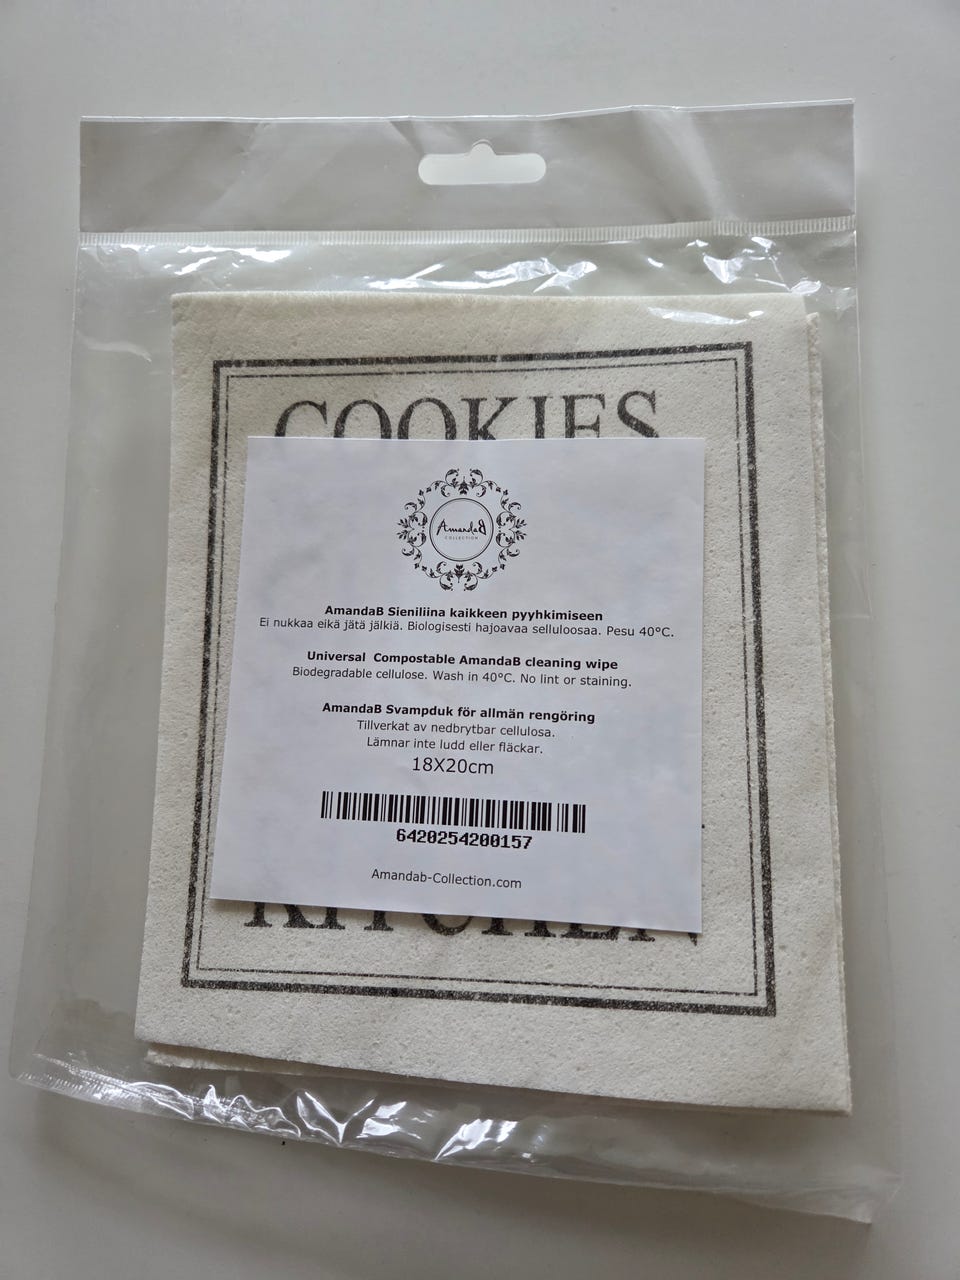 COOKIES
AmandaB
COLLECTION
AmandaB Sieniliina kaikkeen pyyhkimiseen
Ei nukkaa eikä jätä jälkiä. Biologisesti hajoavaa selluloosaa. Pesu 40°C.
Universal Compostable AmandaB cleaning wipe
Biodegradable cellulose. Wash in 40°C. No lint or staining.
AmandaB Svampduk för allmän rengöring
Tillverkat av nedbrytbar cellulosa.
Lämnar inte ludd eller fläckar.
18X20cm
6420254200157
Amandab-Collection.com
KITCHEN